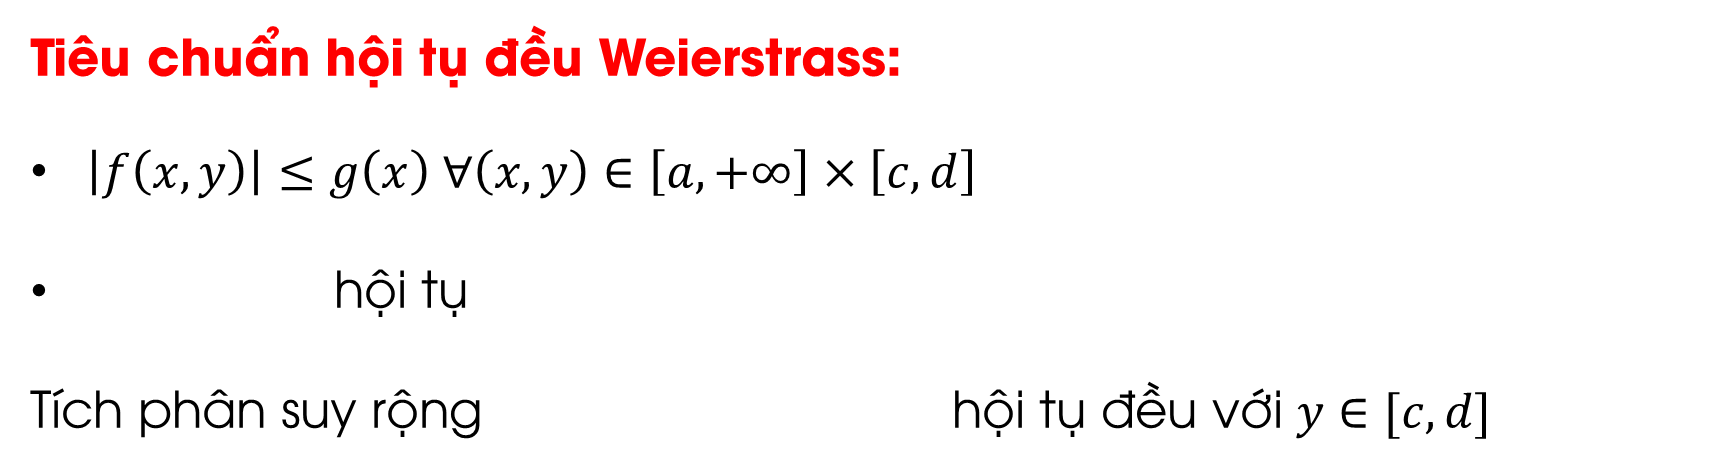 Tiêu chuẩn hội tụ đều Weierstrass:
• |f(x, y)| ≤ g(x) ∀(x, y) ∈ [a, +∞] × [c, d]
• hội tụ
Tích phân suy rộng hội tụ đều với y ∈ [c, d]